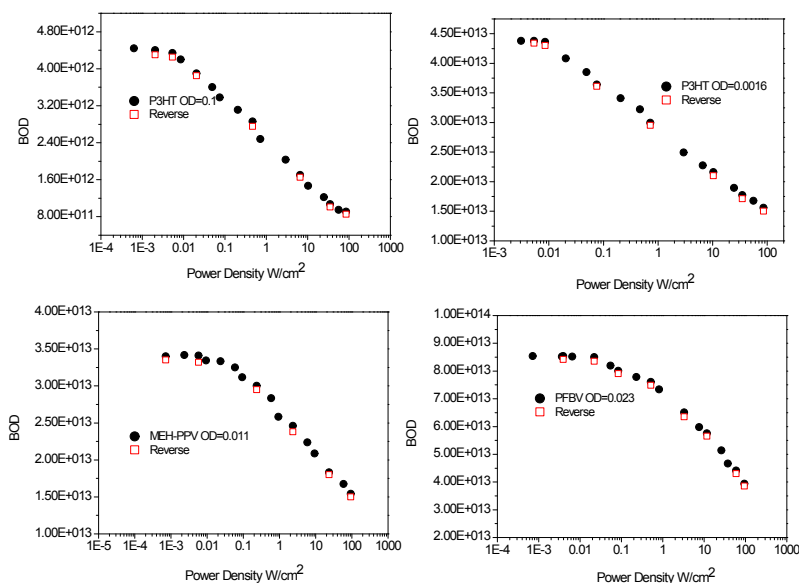 4.80E+012
4.00E+012
3.20E+012
2.40E+012
1.60E+012
8.00E+011
BOD
P3HT OD=0.1
Reverse
1E-4 1E-3 0.01 0.1 1 10 100 1000
Power Density W/cm²
4.50E+013
4.00E+013
3.50E+013
3.00E+013
2.50E+013
2.00E+013
1.50E+013
1.00E+013
BOD
P3HT OD=0.0016
Reverse
1E-3 0.01 0.1 1 10 100
Power Density W/cm²
4.00E+013
3.50E+013
3.00E+013
2.50E+013
2.00E+013
1.50E+013
1.00E+013
BOD
MEH-PPV OD=0.011
Reverse
1E-5 1E-4 1E-3 0.01 0.1 1 10 100 1000
Power Density W/cm²
1.00E+014
9.00E+013
8.00E+013
7.00E+013
6.00E+013
5.00E+013
4.00E+013
3.00E+013
2.00E+013
BOD
PFBV OD=0.023
Reverse
1E-4 1E-3 0.01 0.1 1 10 100 1000
Power Density W/cm²